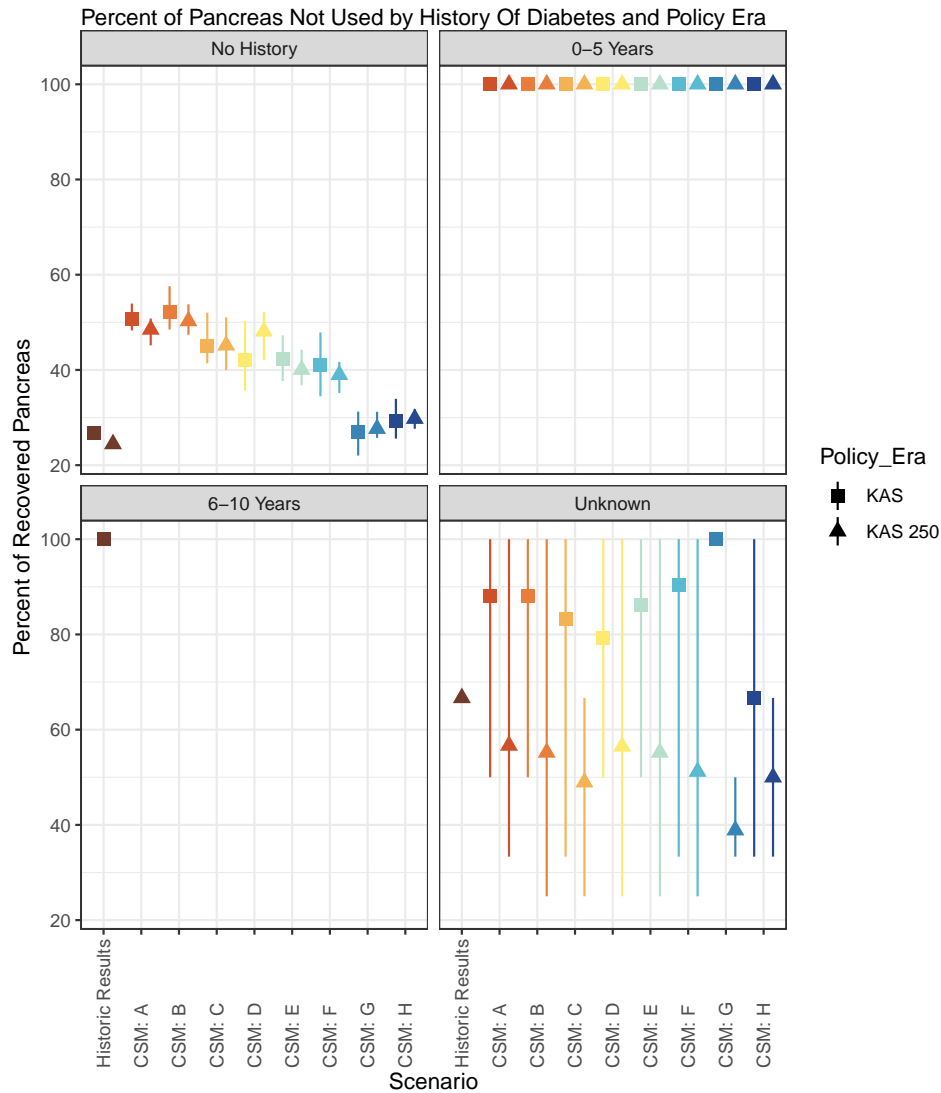 Percent of Pancreas Not Used by History Of Diabetes and Policy Era
No History
0–5 Years
100
80
60
40
20
6–10 Years
Unknown
100
80
60
40
20
Percent of Recovered Pancreas
Historic Results
CSM: A
CSM: B
CSM: C
CSM: D
CSM: E
CSM: F
CSM: G
CSM: H
Historic Results
CSM: A
CSM: B
CSM: C
CSM: D
CSM: E
CSM: F
CSM: G
CSM: H
Scenario
Policy_Era
KAS
KAS 250